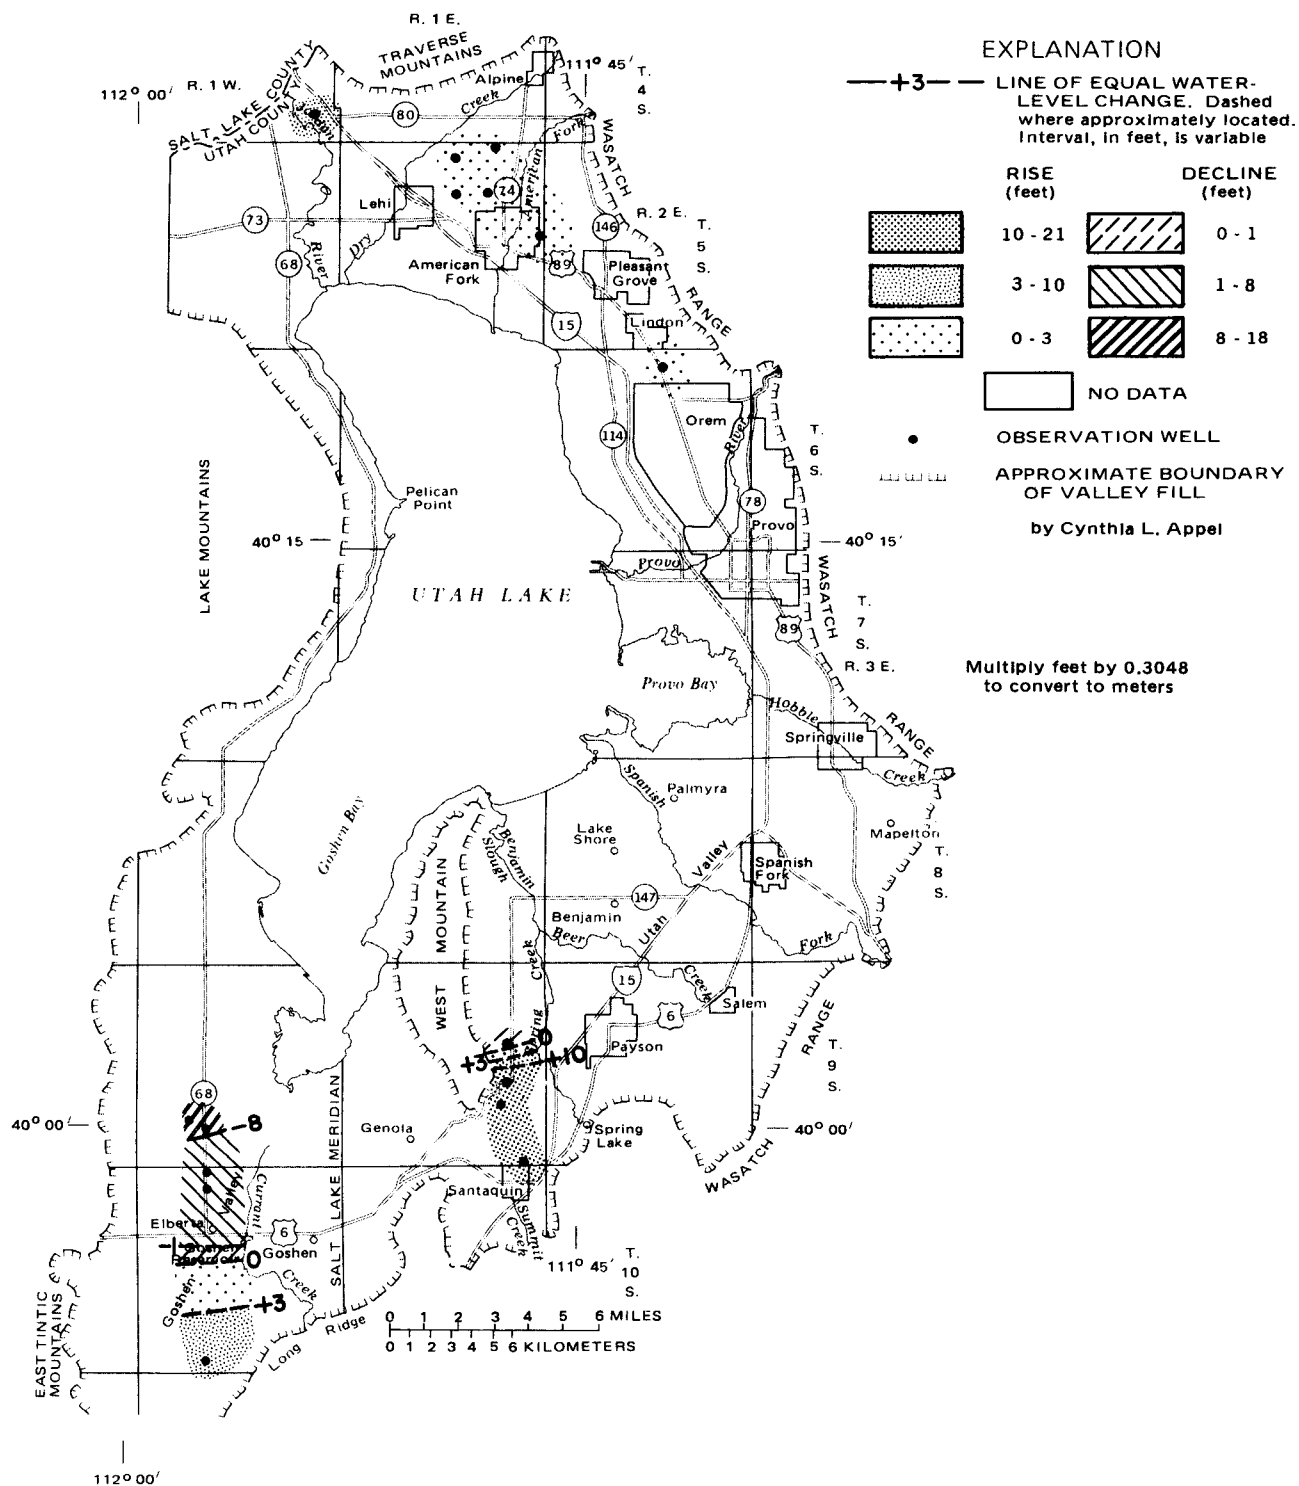 R. 1 E.
TRAVERSE
MOUNTAINS
Alpine
111° 45′
T.
4
S.
112° 00′
R. 1 W.
SALT LAKE COUNTY
UTAH COUNTY
Jordan
River
80
Creek
Dry
Fork
American
WASATCH
RANGE
Lehi
74
73
68
146
R. 2 E.
T.
5
S.
American
Fork
89
Pleasant
Grove
15
Lindon
Orem
River
114
T.
6
S.
LAKE MOUNTAINS
Pelican
Point
78
Provo
40° 15
40° 15′
Provo
UTAH LAKE
WASATCH
RANGE
T.
7
S.
89
R. 3 E.
Provo Bay
Hobble
Creek
Springville
Spanish
Fork
Palmyra
Goshen Bay
Benjamin
Slough
Lake
Shore
Mapelton
T.
8
S.
Utah Valley
Spanish
Fork
WEST MOUNTAIN
WEST MOUNTAIN
147
Benjamin
Beer
Creek
Spring
Creek
15
6
Salem
Payson
RANGE
WASATCH
T.
9
S.
0
+3
+10
68
-8
40° 00′
40° 00′
Genola
Spring
Lake
SALT LAKE MERIDIAN
Santaquin
Summit
Creek
Goshen
Valley
Currant
Creek
Elberta
6
Goshen
Goshen
Reservoir
-1
0
+3
111° 45′
T.
10
S.
EAST TINTIC
MOUNTAINS
Long Ridge
0 1 2 3 4 5 6 MILES
0 1 2 3 4 5 6 KILOMETERS
112° 00′
EXPLANATION
+3 LINE OF EQUAL WATER-
LEVEL CHANGE. Dashed
where approximately located.
Interval, in feet, is variable
RISE
(feet)
DECLINE
(feet)
10 - 21
0 - 1
3 - 10
1 - 8
0 - 3
8 - 18
NO DATA
OBSERVATION WELL
APPROXIMATE BOUNDARY
OF VALLEY FILL
by Cynthia L. Appel
Multiply feet by 0.3048
to convert to meters